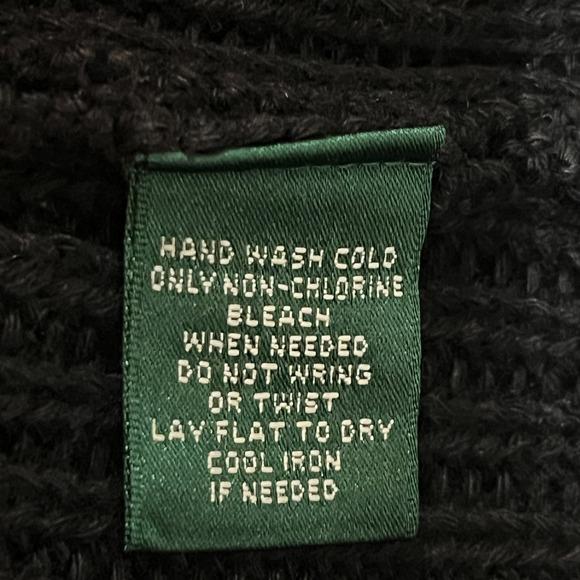 HAND WASH COLD
ONLY NON-CHLORINE
BLEACH
WHEN NEEDED
DO NOT WRING
OR TWIST
LAY FLAT TO DRY
COOL IRON
IF NEEDED